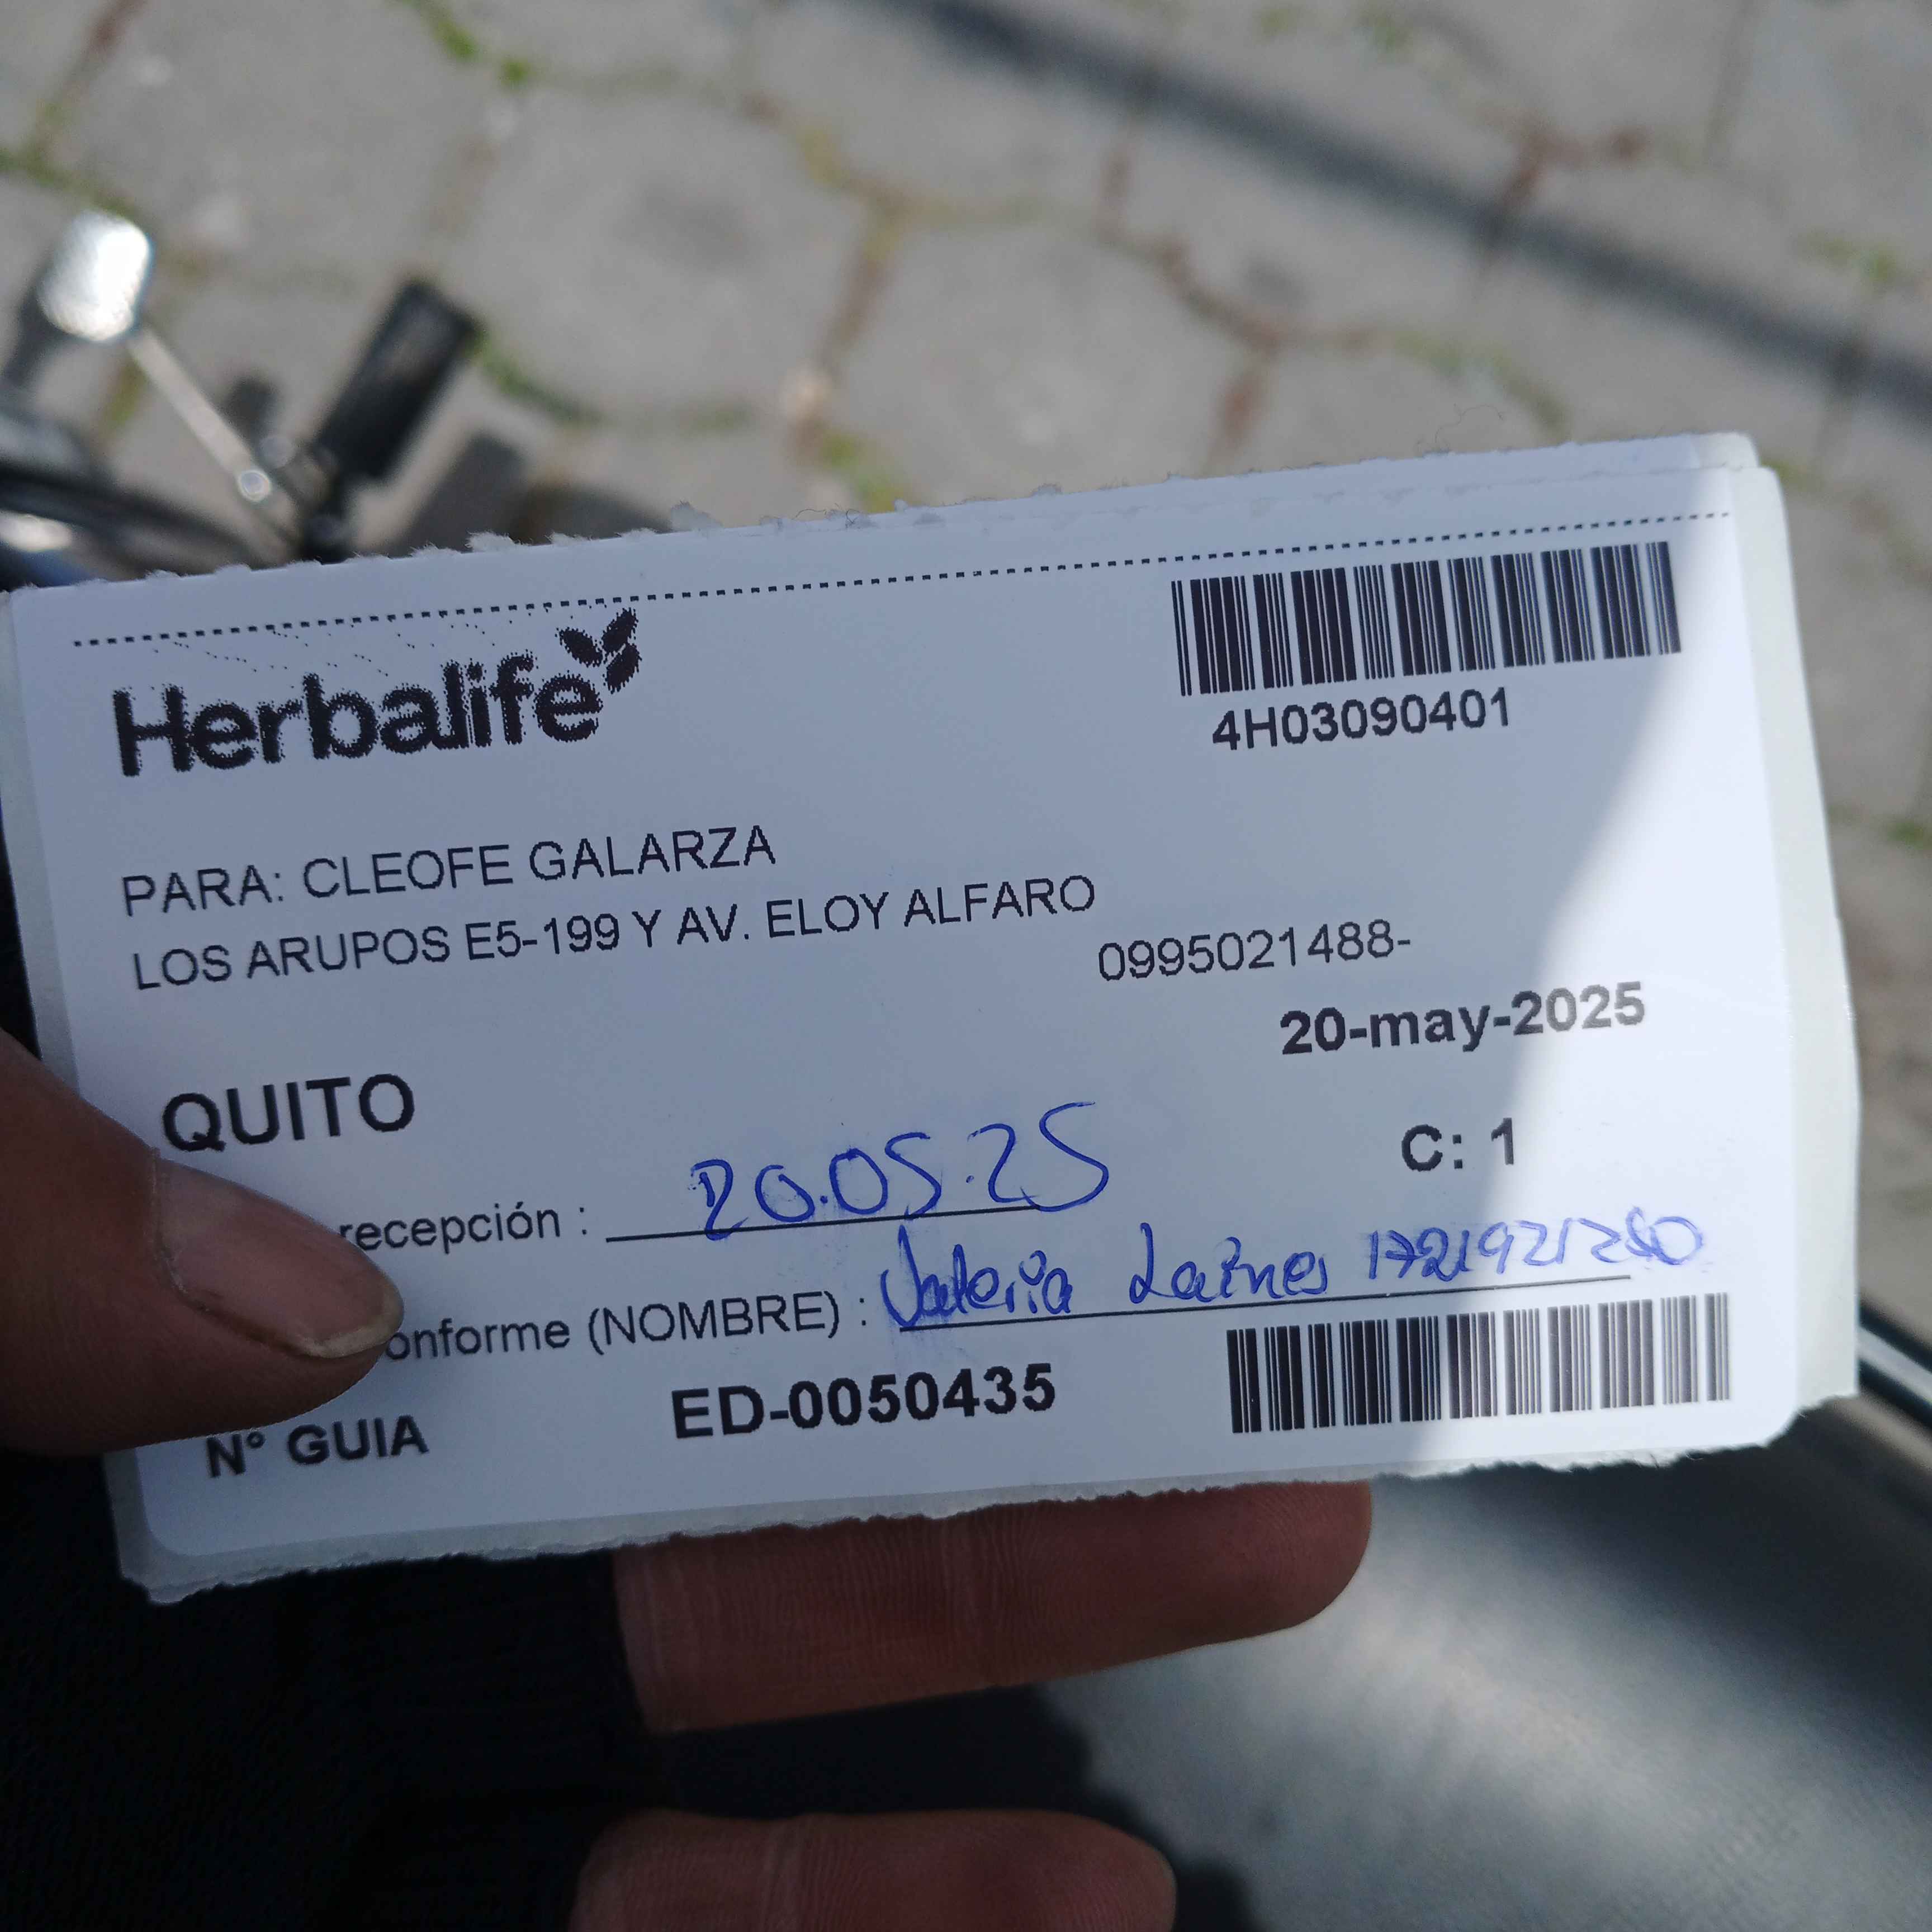 Herbalife
4H03090401
PARA: CLEOFE GALARZA
LOS ARUPOS E5-199 Y AV. ELOY ALFARO
0995021488-
20-may-2025
QUITO
C: 1
recepción : 20.05.25
onforme (NOMBRE) : Valeria
N° GUIA ED-0050435